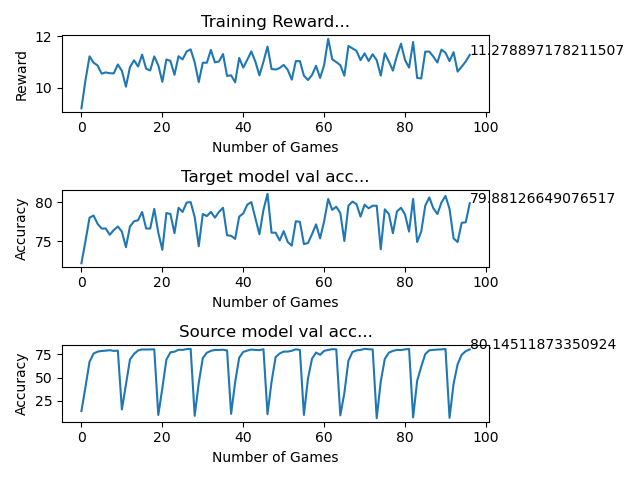 Training Reward...
12
10
Reward
11.278897178211507
0 20 40 60 80 100
Number of Games
Target model val acc...
80
75
Accuracy
79.88126649076517
0 20 40 60 80 100
Number of Games
Source model val acc...
75
50
25
Accuracy
80.14511873350924
0 20 40 60 80 100
Number of Games